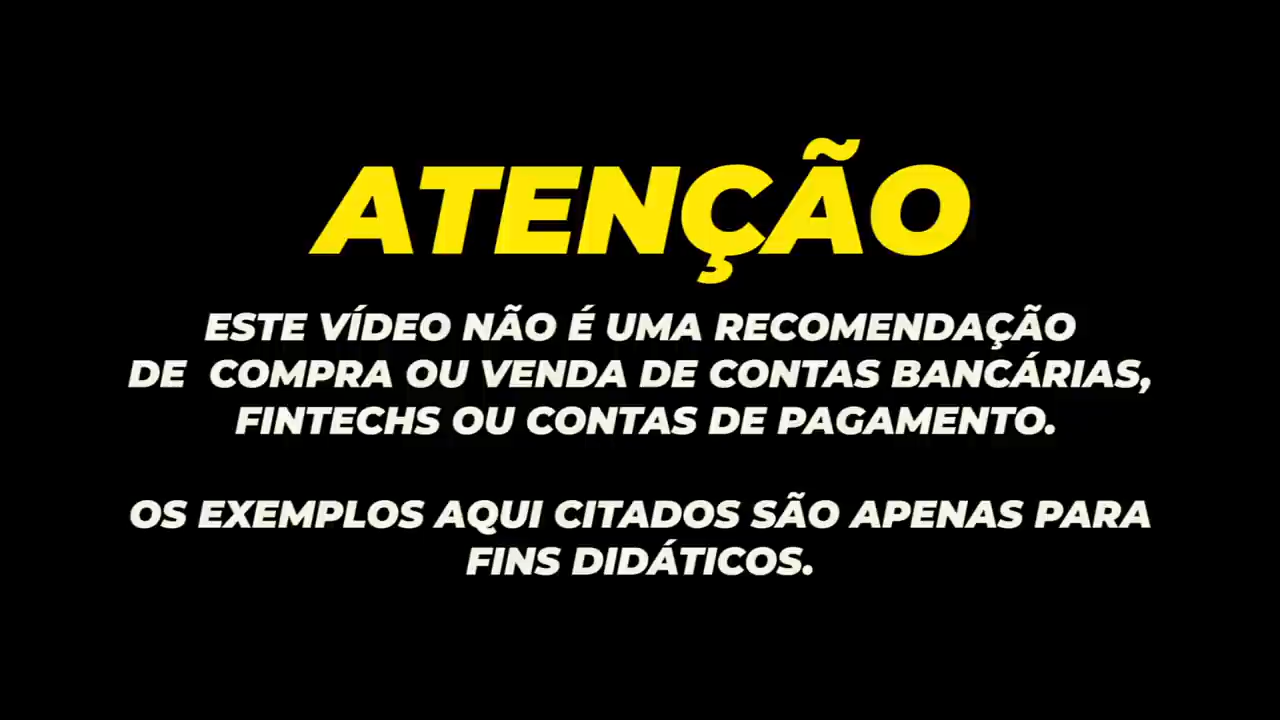 ATENÇÃO
ESTE VÍDEO NÃO É UMA RECOMENDAÇÃO
DE COMPRA OU VENDA DE CONTAS BANCÁRIAS,
FINTECHS OU CONTAS DE PAGAMENTO.
OS EXEMPLOS AQUI CITADOS SÃO APENAS PARA
FINS DIDÁTICOS.